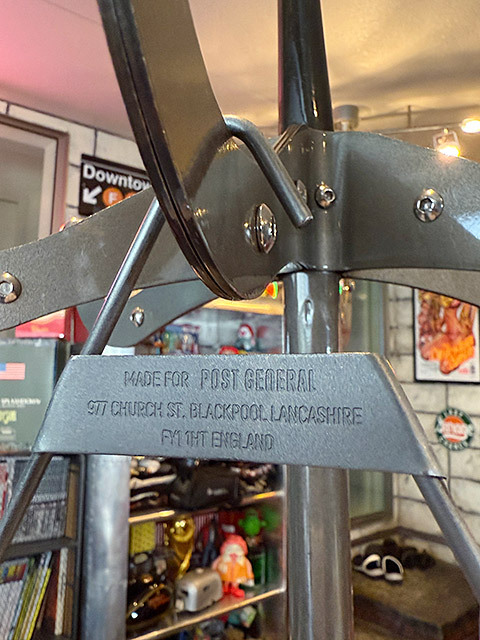 Downtown
MADE FOR POST GENERAL
977 CHURCH ST. BLACKPOOL LANCASHIRE
FY1 1HT ENGLAND